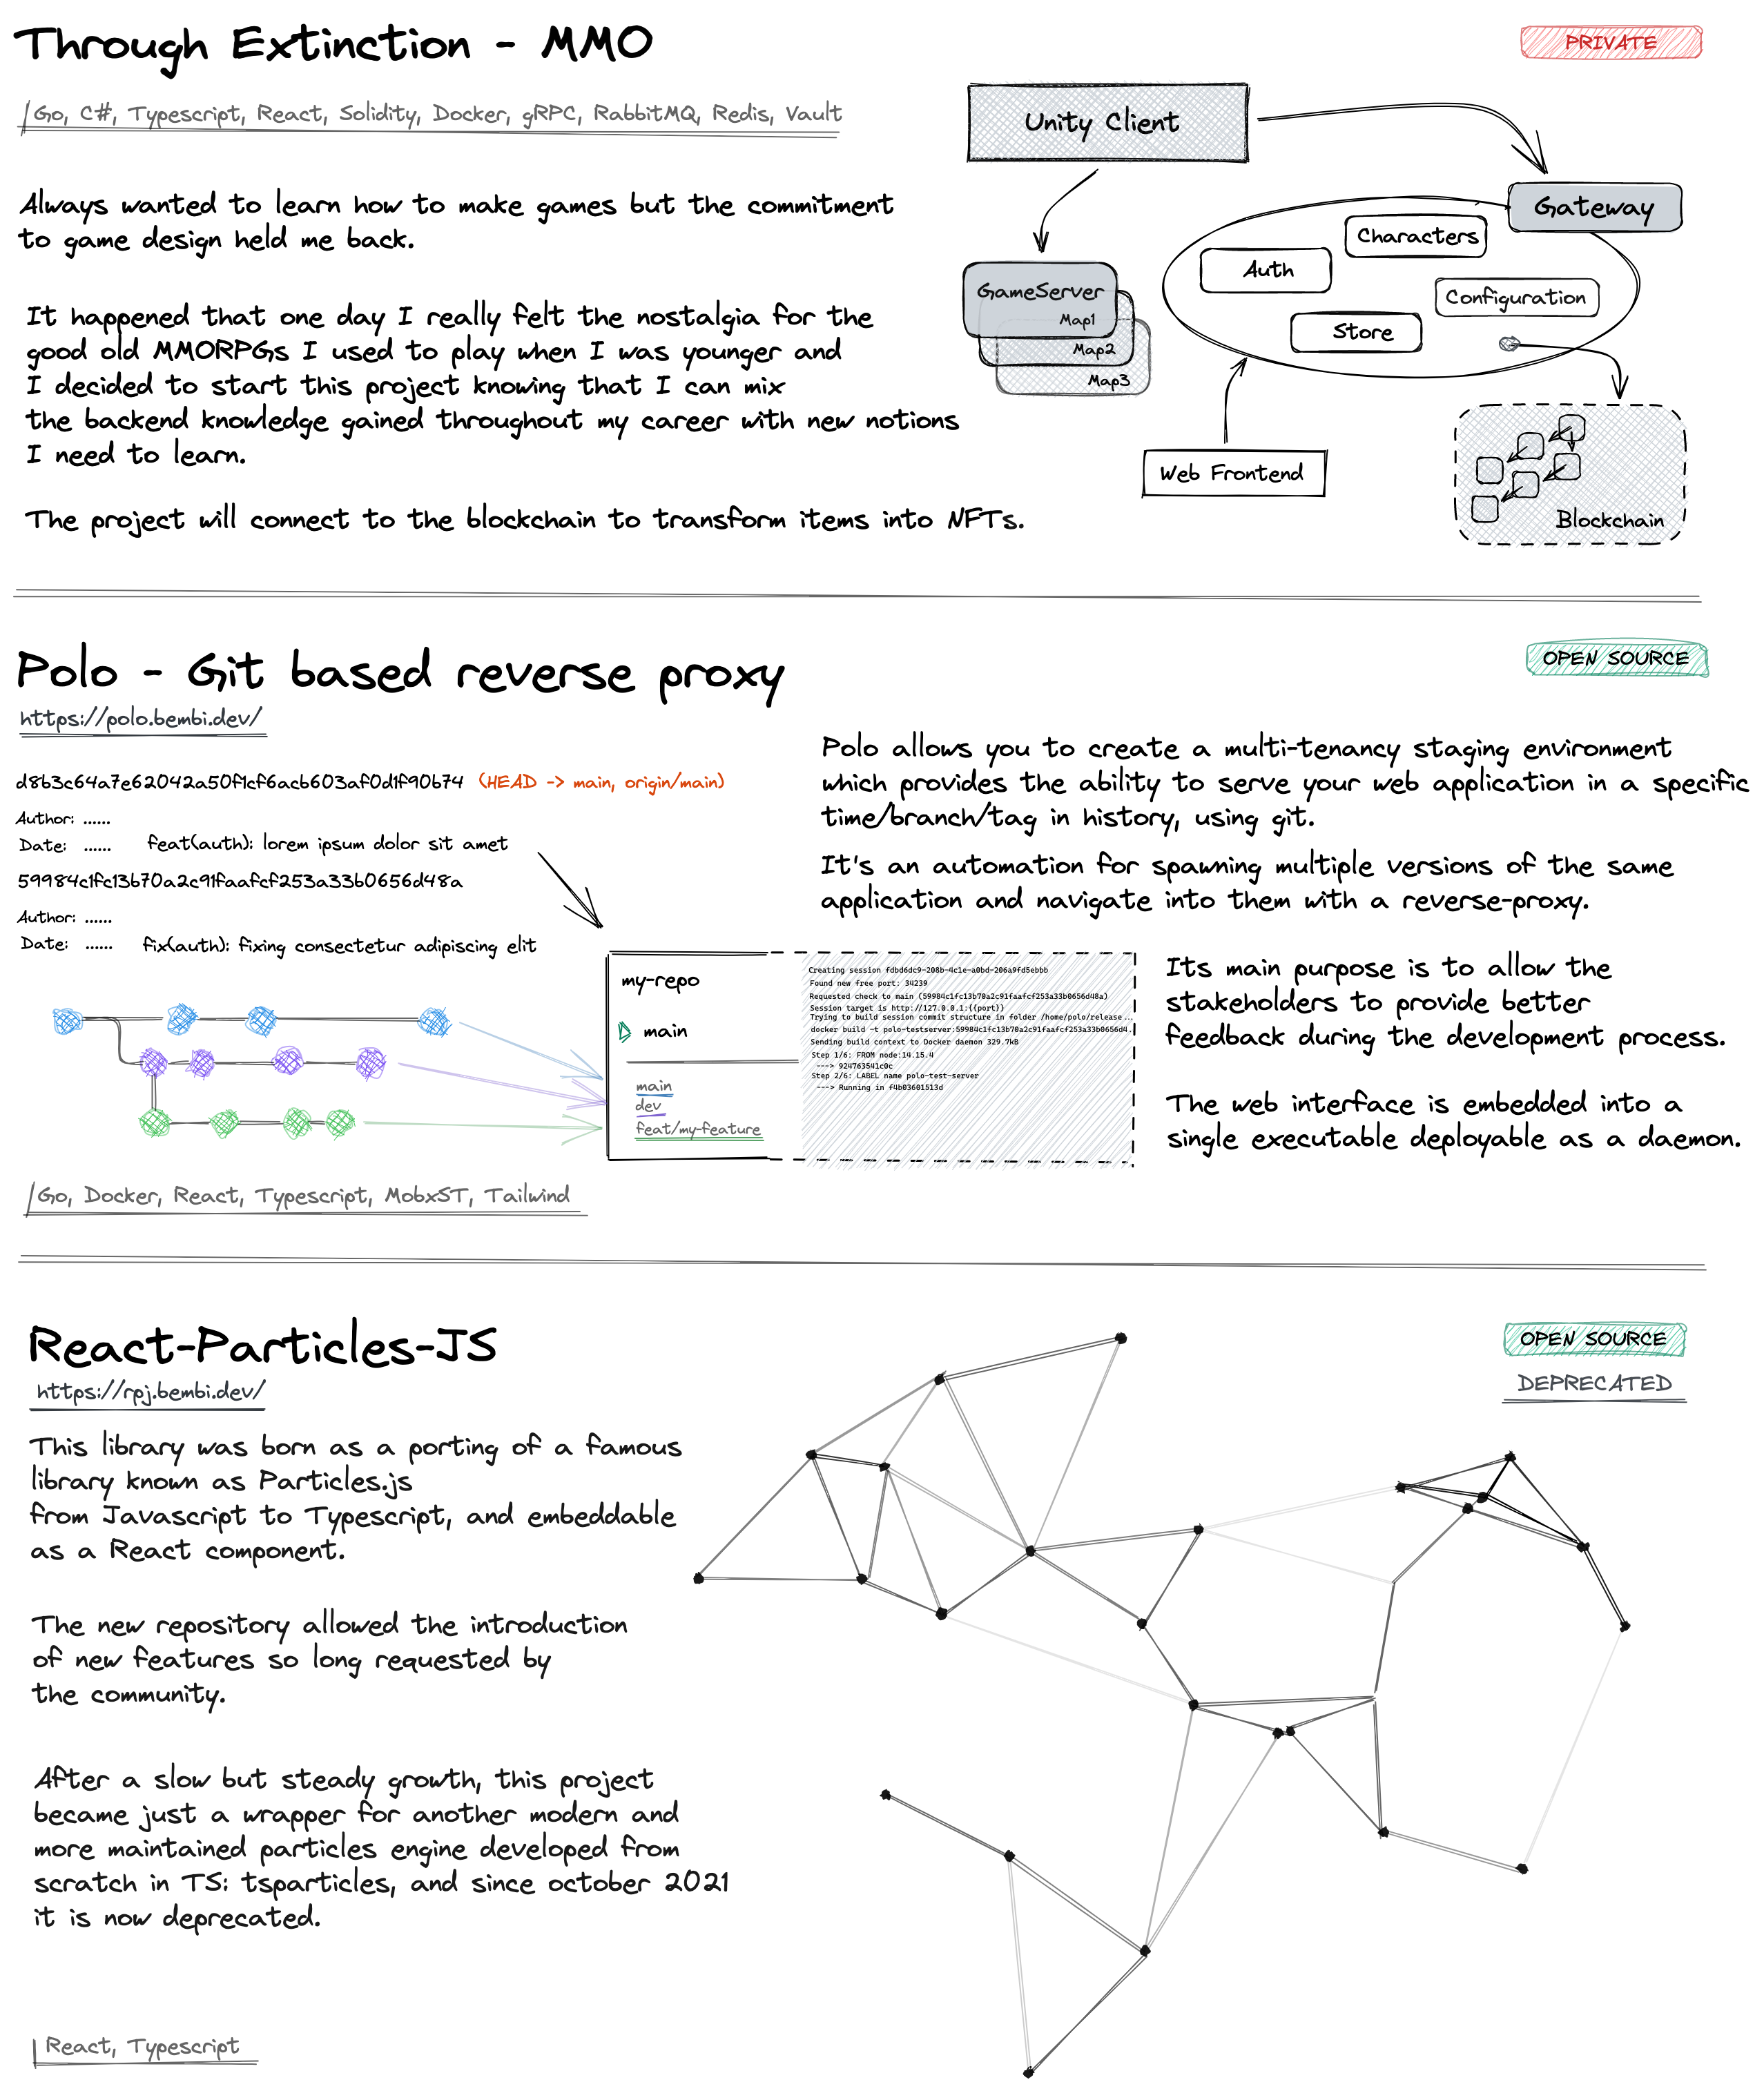 Through Extinction - MMO
PRIVATE
Go, C#, Typescript, React, Solidity, Docker, gRPC, RabbitMQ, Redis, Vault
Always wanted to learn how to make games but the commitment
to game design held me back.
It happened that one day I really felt the nostalgia for the
good old MMORPGs I used to play when I was younger and
I decided to start this project knowing that I can mix
the backend knowledge gained throughout my career with new notions
I need to learn.
The project will connect to the blockchain to transform items into NFTs.
Unity Client
Gateway
Characters
Auth
Configuration
Store
GameServer
Map1
Map2
Map3
Web Frontend
Blockchain
Polo - Git based reverse proxy
OPEN SOURCE
https://polo.bembi.dev/
d8b3c64a7e62042a50f1cf6acb603af0d1f90b74 (HEAD -> main, origin/main)
Author: ......
Date: ...... feat(auth): lorem ipsum dolor sit amet
59984c1fc13b70a2c91faafcf253a33b0656d48a
Author: ......
Date: ...... fix(auth): fixing consectetur adipiscing elit
Polo allows you to create a multi-tenancy staging environment
which provides the ability to serve your web application in a specific
time/branch/tag in history, using git.
It's an automation for spawning multiple versions of the same
application and navigate into them with a reverse-proxy.
Its main purpose is to allow the
stakeholders to provide better
feedback during the development process.
The web interface is embedded into a
single executable deployable as a daemon.
my-repo
main
main
dev
feat/my-feature
Creating session fdbd6dc9-208b-4c1e-a0bd-206a9fd5ebbb
Found new free port: 34239
Requested check to main (59984c1fc13b70a2c91faafcf253a33b0656d48a)
Session target is http://127.0.0.1:{{port}}
Trying to build session commit structure in folder /home/polo/release...
docker build -t polo-testserver:59984c1fc13b70a2c91faafcf253a33b0656d4.
Sending build context to Docker daemon 329.7kB
Step 1/6: FROM node:14.15.4
---> 924763541c0c
Step 2/6: LABEL name polo-test-server
---> Running in f4b03601513d
Go, Docker, React, Typescript, MobxST, Tailwind
React-Particles-JS
OPEN SOURCE
DEPRECATED
https://rpj.bembi.dev/
This library was born as a porting of a famous
library known as Particles.js
from Javascript to Typescript, and embeddable
as a React component.
The new repository allowed the introduction
of new features so long requested by
the community.
After a slow but steady growth, this project
became just a wrapper for another modern and
more maintained particles engine developed from
scratch in TS: tsparticles, and since october 2021
it is now deprecated.
React, Typescript